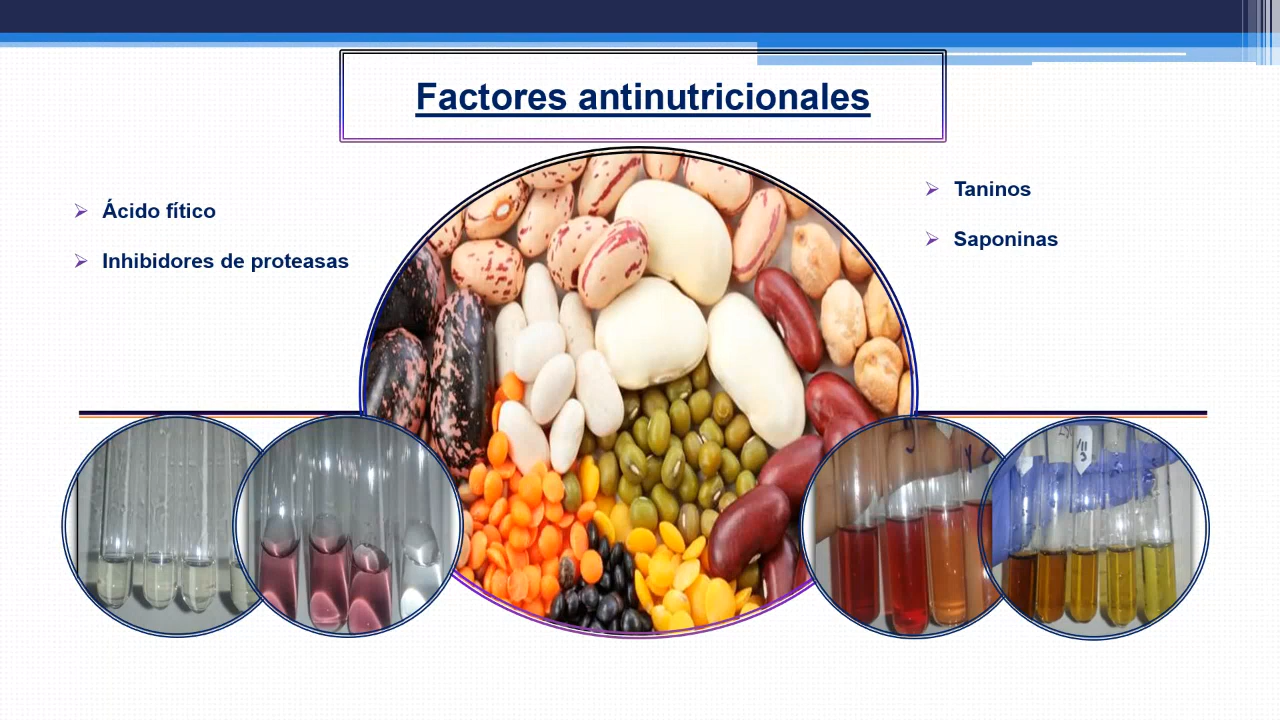 Factores antinutricionales
Ácido fítico
Inhibidores de proteasas
Taninos
Saponinas